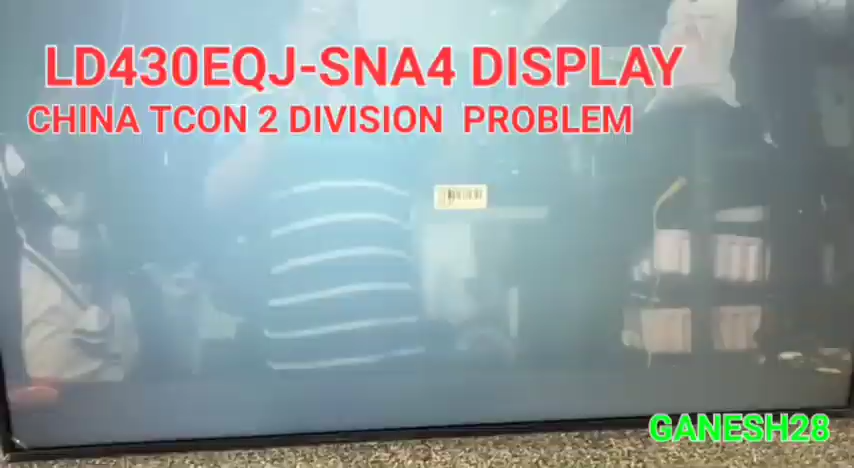 LD430EQJ-SNA4 DISPLAY
CHINA TCON 2 DIVISION PROBLEM
GANESH28